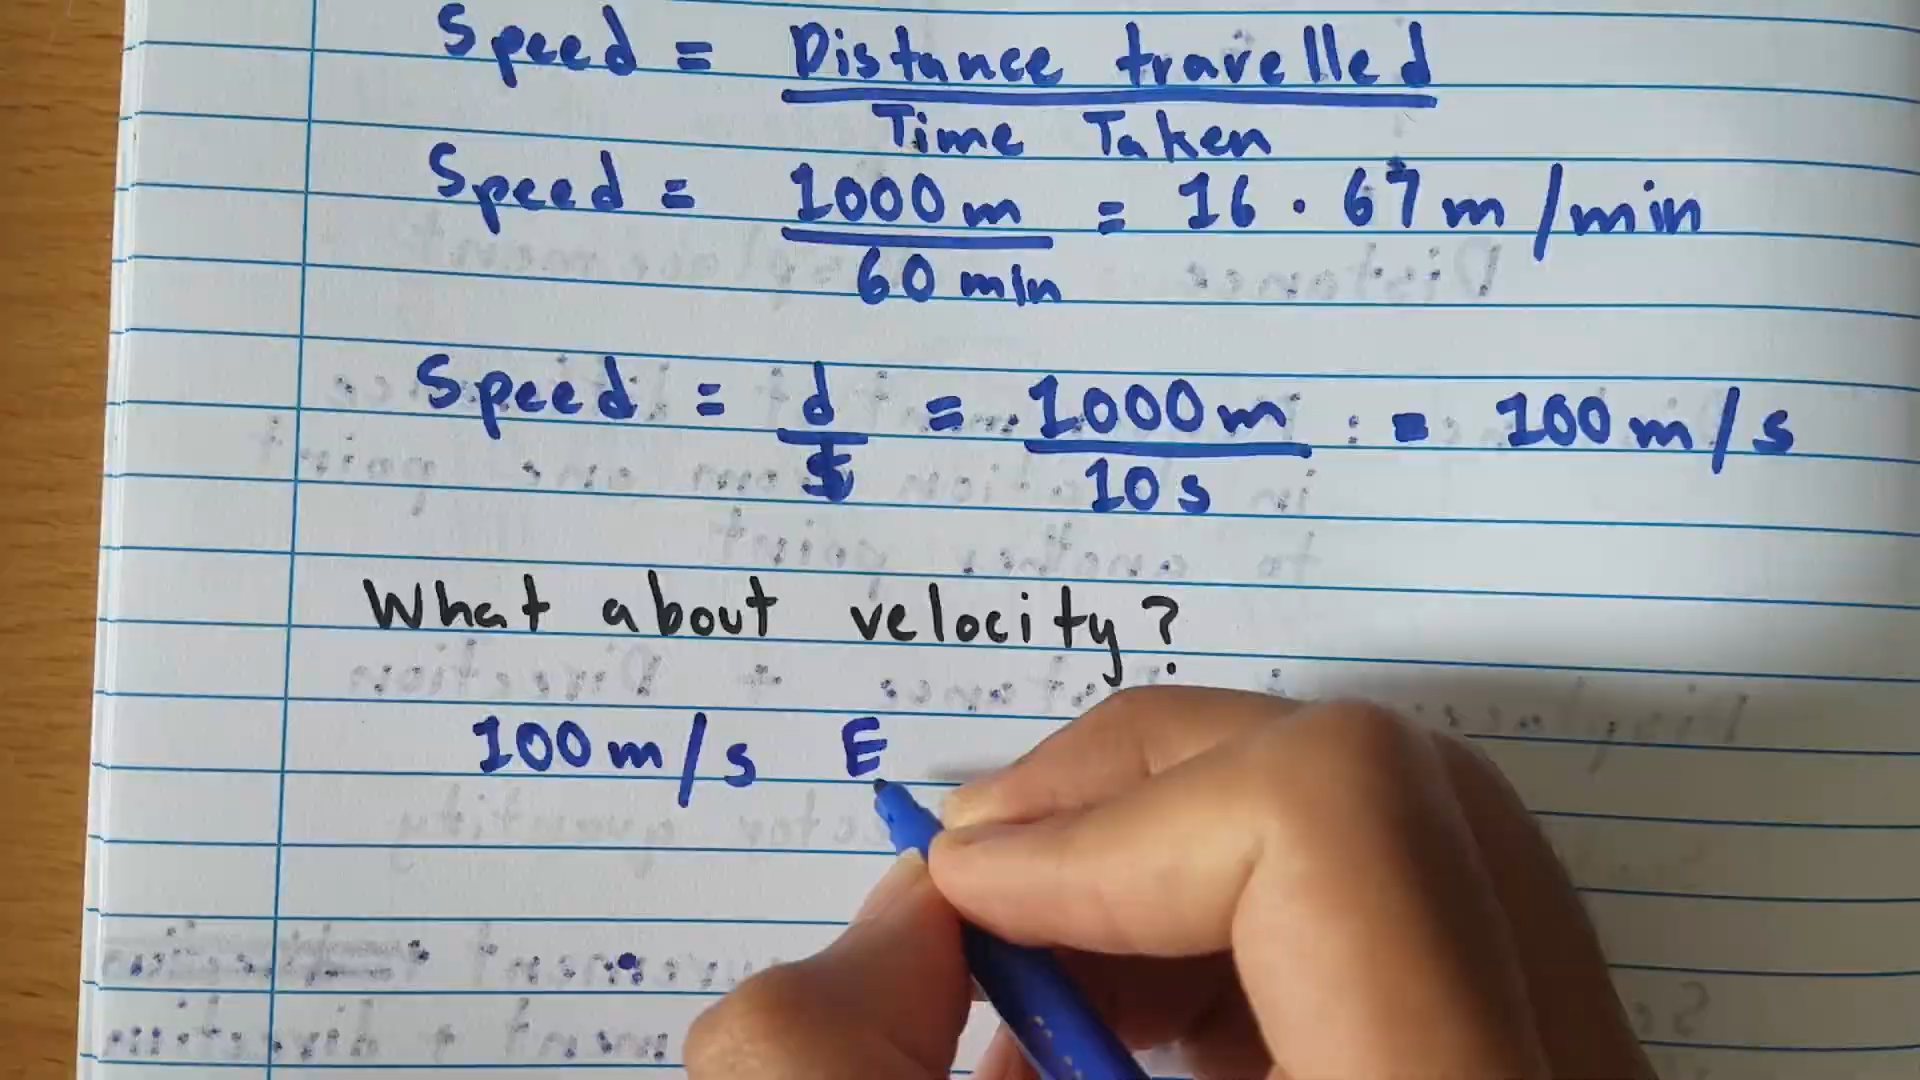 Speed = Distance travelled
Time Taken
Speed = 1000 m = 16.67 m/min
60 min
Speed = d = 1000 m = 100 m/s
t 10 s
What about velocity?
100 m/s E